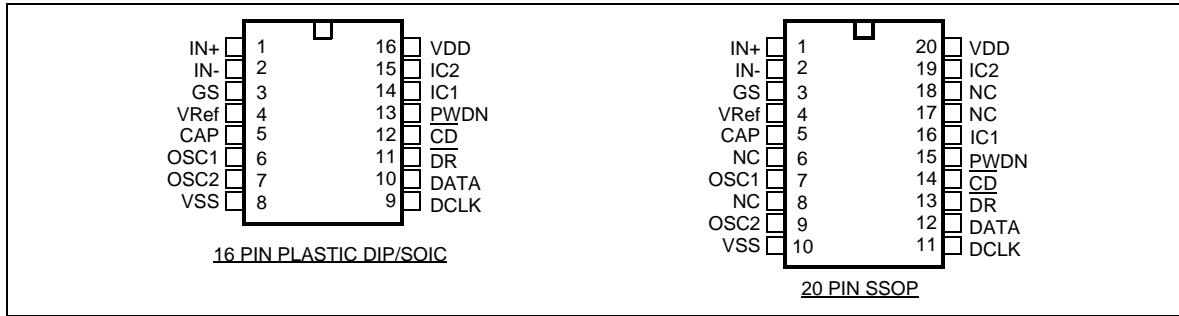 IN+ 1 16 VDD
IN- 2 15 IC2
GS 3 14 IC1
VRef 4 13 PWDN
CAP 5 12 CD
OSC1 6 11 DR
OSC2 7 10 DATA
VSS 8 9 DCLK
16 PIN PLASTIC DIP/SOIC
IN+ 1 20 VDD
IN- 2 19 IC2
GS 3 18 NC
VRef 4 17 NC
CAP 5 16 IC1
NC 6 15 PWDN
OSC1 7 14 CD
NC 8 13 DR
OSC2 9 12 DATA
VSS 10 11 DCLK
20 PIN SSOP